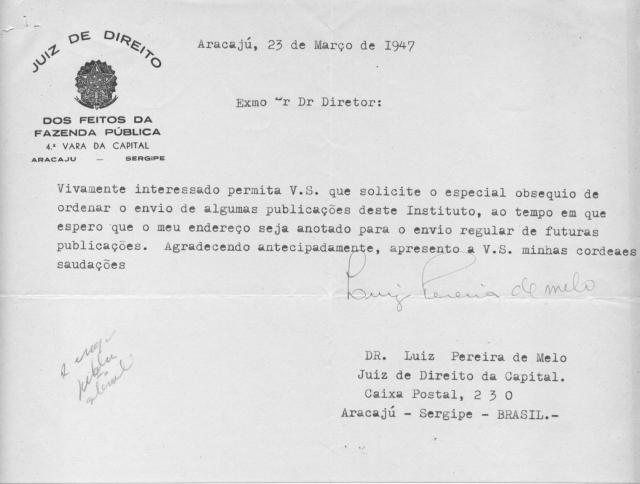 JUIZ DE DIREITO
DOS FEITOS DA
FAZENDA PÚBLICA
4.ª VARA DA CAPITAL
ARACAJU — SERGIPE
Aracajú, 23 de Março de 1947
Exmo r Dr Diretor:
Vivamente interessado permita V.S. que solicite o especial obsequio de
ordenar o envio de algumas publicações deste Instituto, ao tempo em que
espero que o meu endereço seja anotado para o envio regular de futuras
publicações. Agradecendo antecipadamente, apresento a V.S. minhas cordeaes
saudações
Luiz Pereira de Melo
DR. Luiz Pereira de Melo
Juiz de Direito da Capital.
Caixa Postal, 2 3 0
Aracajú - Sergipe - BRASIL.-